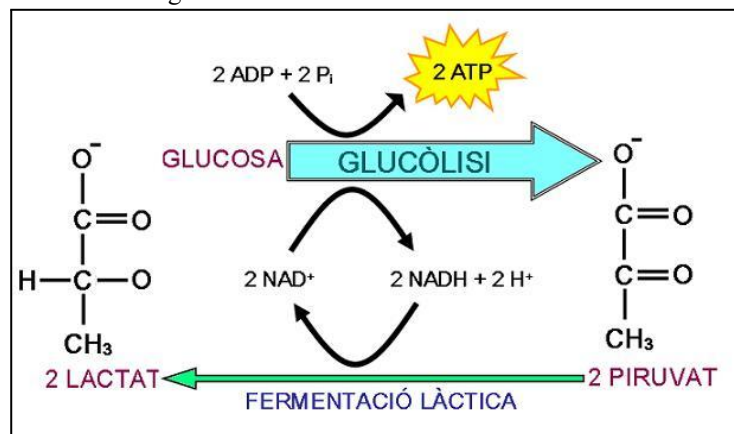 2 ADP + 2 Pᵢ
2 ATP
GLUCOSA
GLUCÒLISI
O⁻
C=O
H-C-O
CH₃
O⁻
C=O
C=O
CH₃
2 NAD⁺
2 NADH + 2 H⁺
2 LACTAT
2 PIRUVAT
FERMENTACIÓ LÀCTICA